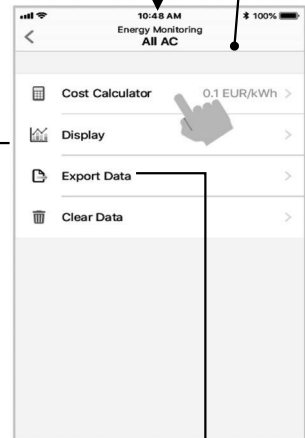 10:48 AM 100%
Energy Monitoring
All AC
Cost Calculator 0.1 EUR/kWh
Display
Export Data
Clear Data